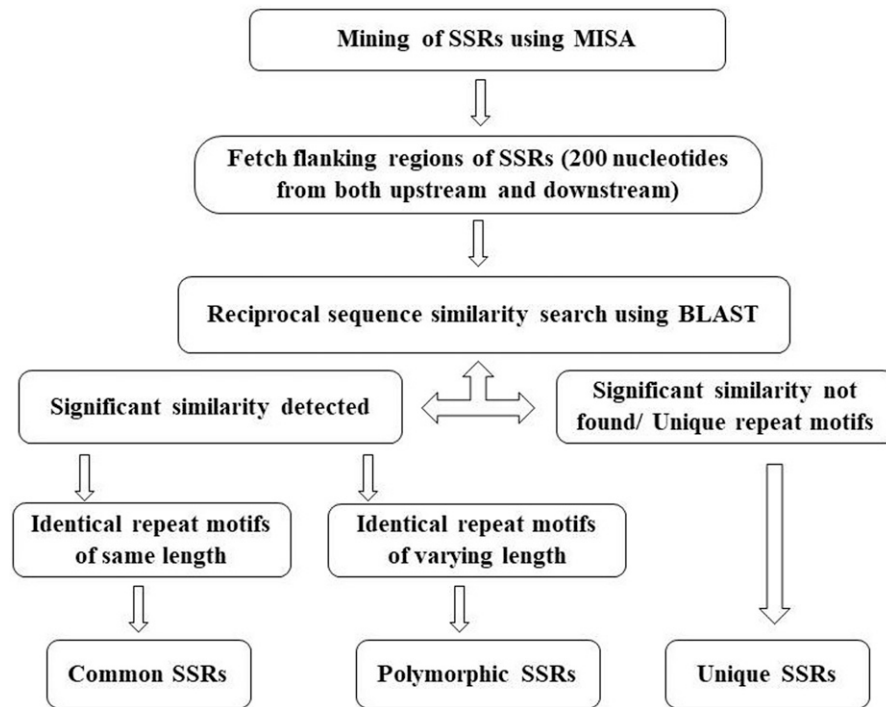 Mining of SSRs using MISA
Fetch flanking regions of SSRs (200 nucleotides
from both upstream and downstream)
Reciprocal sequence similarity search using BLAST
Significant similarity detected
Significant similarity not
found/ Unique repeat motifs
Identical repeat motifs
of same length
Identical repeat motifs
of varying length
Common SSRs
Polymorphic SSRs
Unique SSRs